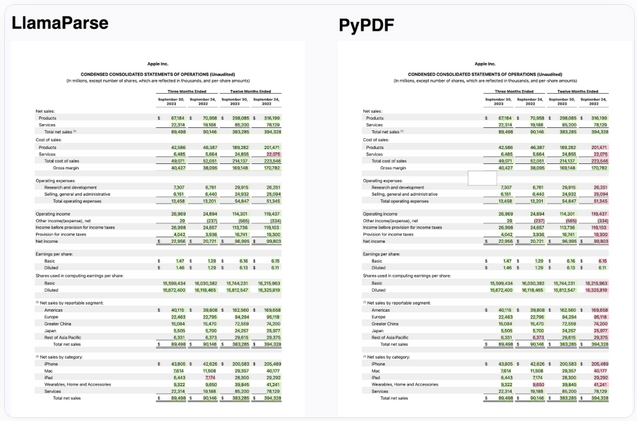 LlamaParse
Apple Inc.
CONDENSED CONSOLIDATED STATEMENTS OF OPERATIONS (Unaudited)
(In millions, except number of shares, which are reflected in thousands, and per-share amounts)
Three Months Ended Twelve Months Ended
September 30, 2023 September 24, 2022 September 30, 2023 September 24, 2022
Net sales:
Products $ 67,184 $ 70,958 $ 298,085 $ 316,199
Services 22,314 19,188 85,200 78,129
Total net sales (1) 89,498 90,146 383,285 394,328
Cost of sales:
Products 42,586 46,387 189,282 201,471
Services 6,485 5,664 24,855 22,075
Total cost of sales 49,071 52,051 214,137 223,546
Gross margin 40,427 38,095 169,148 170,782
Operating expenses:
Research and development 7,307 6,761 29,915 26,251
Selling, general and administrative 6,151 6,440 24,932 25,094
Total operating expenses 13,458 13,201 54,847 51,345
Operating income 26,969 24,894 114,301 119,437
Other income/(expense), net 29 (237) (565) (334)
Income before provision for income taxes 26,998 24,657 113,736 119,103
Provision for income taxes 4,042 3,936 16,741 19,300
Net income $ 22,956 $ 20,721 $ 96,995 $ 99,803
Earnings per share:
Basic $ 1.47 $ 1.29 $ 6.16 $ 6.15
Diluted $ 1.46 $ 1.29 $ 6.13 $ 6.11
Shares used in computing earnings per share:
Basic 15,599,434 16,030,382 15,744,231 16,215,963
Diluted 15,672,400 16,118,465 15,812,547 16,325,819
(1) Net sales by reportable segment:
Americas $ 40,115 $ 39,808 $ 162,560 $ 169,658
Europe 22,463 22,795 94,294 95,118
Greater China 15,084 15,470 72,559 74,200
Japan 5,505 5,700 24,257 25,977
Rest of Asia Pacific 6,331 6,373 29,615 29,375
Total net sales $ 89,498 $ 90,146 $ 383,285 $ 394,328
(1) Net sales by category:
iPhone $ 43,805 $ 42,626 $ 200,583 $ 205,489
Mac 7,614 11,508 29,357 40,177
iPad 6,443 7,174 28,300 29,292
Wearables, Home and Accessories 9,322 9,650 39,845 41,241
Services 22,314 19,188 85,200 78,129
Total net sales $ 89,498 $ 90,146 $ 383,285 $ 394,328
PyPDF
Apple Inc.
CONDENSED CONSOLIDATED STATEMENTS OF OPERATIONS (Unaudited)
(In millions, except number of shares, which are reflected in thousands, and per-share amounts)
Three Months Ended Twelve Months Ended
September 30, 2023 September 24, 2022 September 30, 2023 September 24, 2022
Net sales:
Products $ 67,184 $ 70,958 $ 298,085 $ 316,199
Services 22,314 19,188 85,200 78,129
Total net sales (1) 89,498 90,146 383,285 394,328
Cost of sales:
Products 42,586 46,387 189,282 201,471
Services 6,485 5,664 24,855 22,075
Total cost of sales 49,071 52,051 214,137 223,546
Gross margin 40,427 38,095 169,148 170,782
Operating expenses:
Research and development 7,307 6,761 29,915 26,251
Selling, general and administrative 6,151 6,440 24,932 25,094
Total operating expenses 13,458 13,201 54,847 51,345
Operating income 26,969 24,894 114,301 119,437
Other income/(expense), net 29 (237) (565) (334)
Income before provision for income taxes 26,998 24,657 113,736 119,103
Provision for income taxes 4,042 3,936 16,741 19,300
Net income $ 22,956 $ 20,721 $ 96,995 $ 99,803
Earnings per share:
Basic $ 1.47 $ 1.29 $ 6.16 $ 6.15
Diluted $ 1.46 $ 1.29 $ 6.13 $ 6.11
Shares used in computing earnings per share:
Basic 15,599,434 16,030,382 15,744,231 16,215,963
Diluted 15,672,400 16,118,465 15,812,547 16,325,819
(1) Net sales by reportable segment:
Americas $ 40,115 $ 39,808 $ 162,560 $ 169,658
Europe 22,463 22,795 94,294 95,118
Greater China 15,084 15,470 72,559 74,200
Japan 5,505 5,700 24,257 25,977
Rest of Asia Pacific 6,331 6,373 29,615 29,375
Total net sales $ 89,498 $ 90,146 $ 383,285 $ 394,328
(1) Net sales by category:
iPhone $ 43,805 $ 42,626 $ 200,583 $ 205,489
Mac 7,614 11,508 29,357 40,177
iPad 6,443 7,174 28,300 29,292
Wearables, Home and Accessories 9,322 9,650 39,845 41,241
Services 22,314 19,188 85,200 78,129
Total net sales $ 89,498 $ 90,146 $ 383,285 $ 394,328